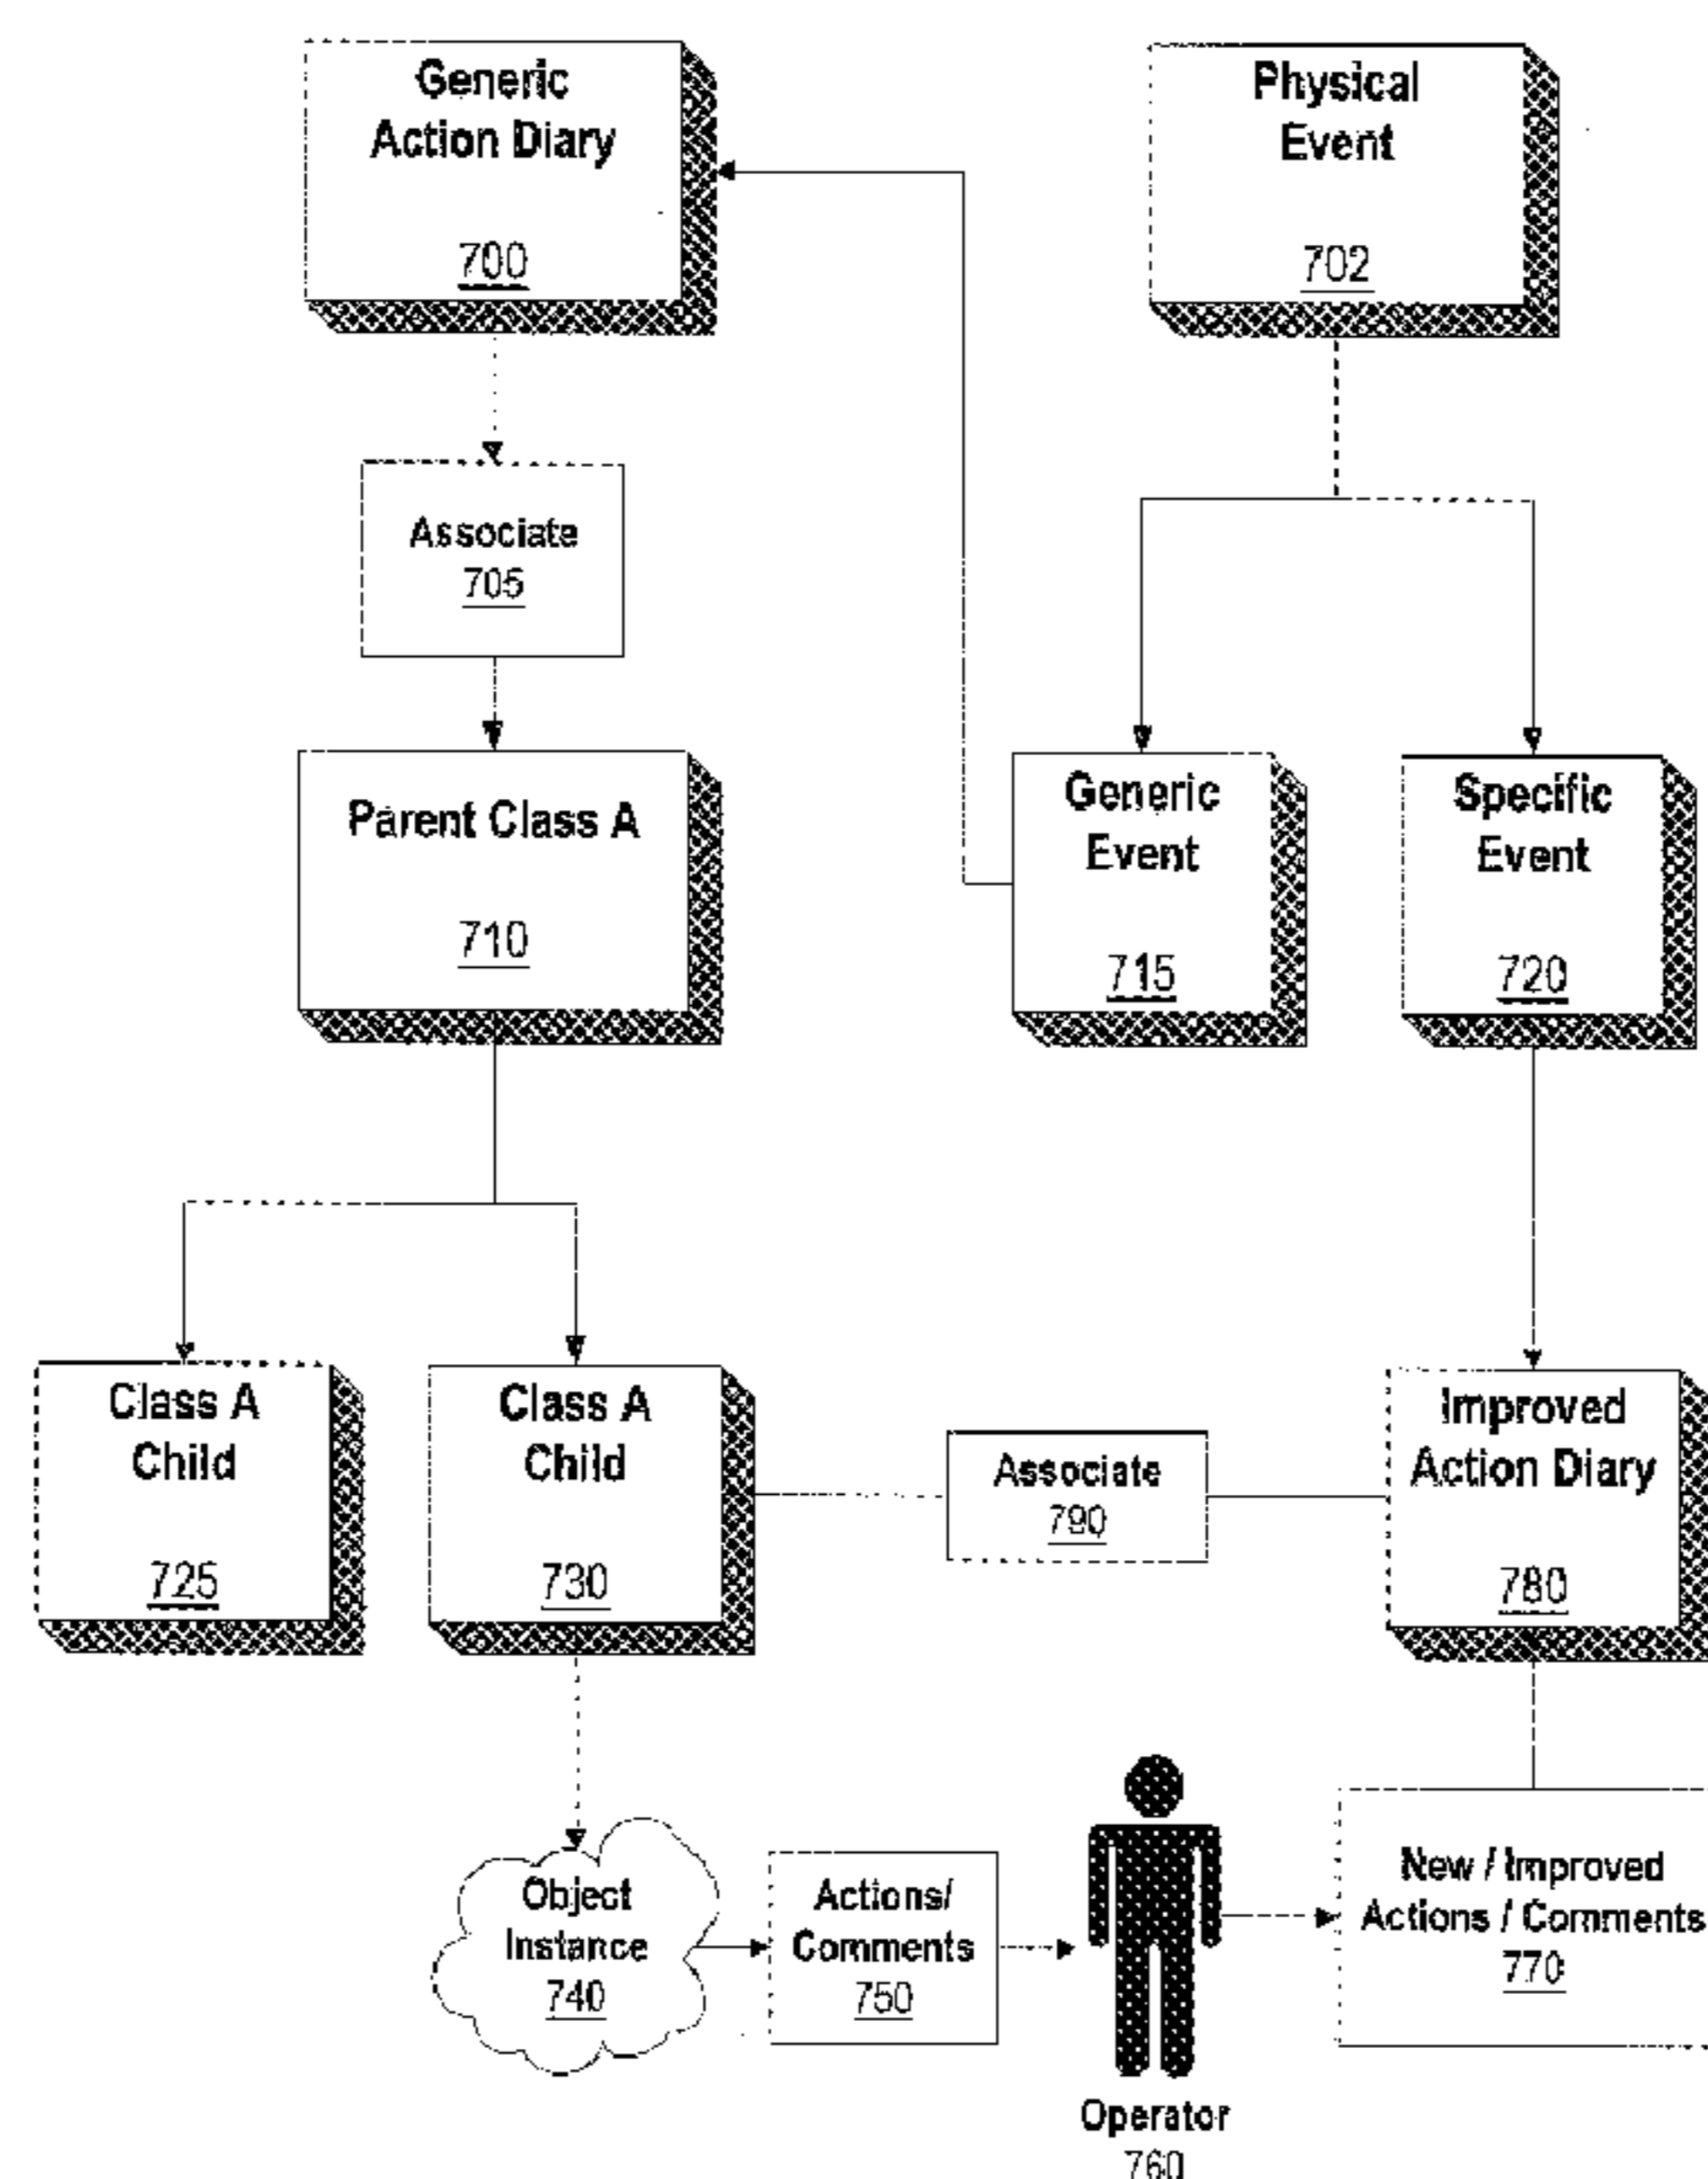 Generic
Action Diary
700
Physical
Event
702
Associate
705
Parent Class A
710
Generic
Event
715
Specific
Event
720
Class A
Child
725
Class A
Child
730
Associate
790
Improved
Action Diary
780
Object
Instance
740
Actions/
Comments
750
Operator
760
New / Improved
Actions / Comments
770